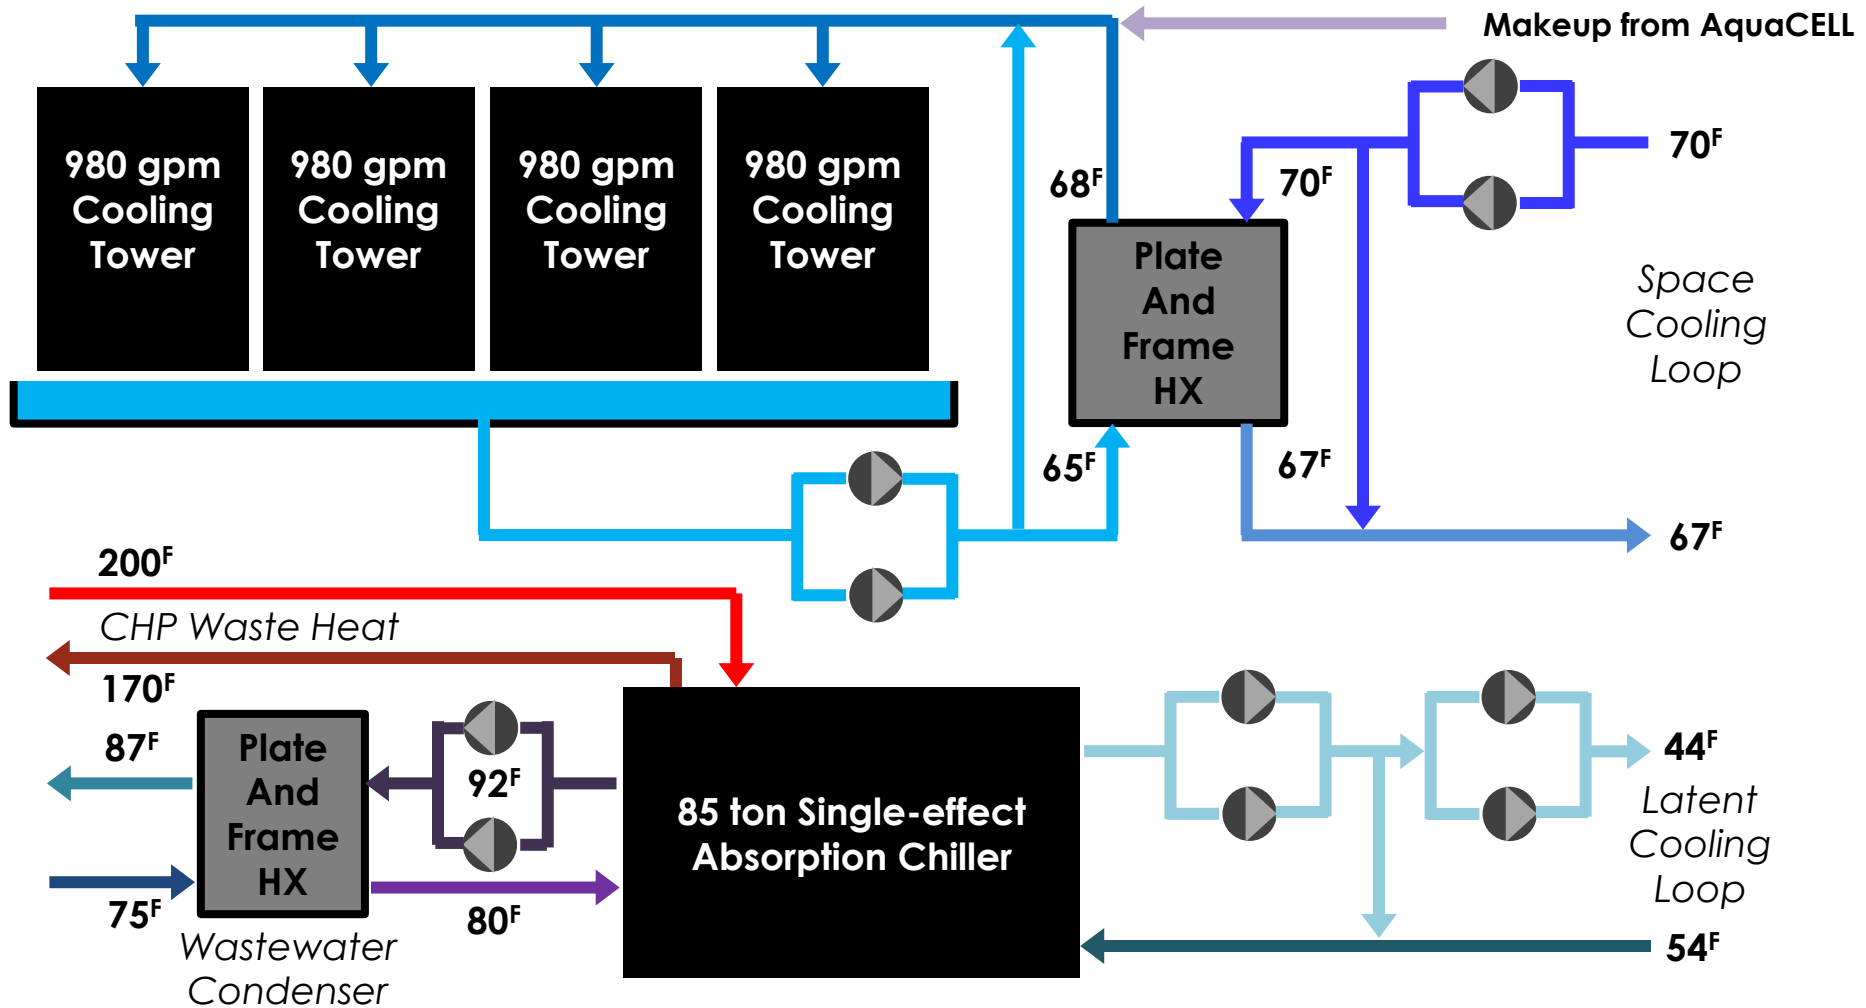 Makeup from AquaCELL
980 gpm
Cooling
Tower
980 gpm
Cooling
Tower
980 gpm
Cooling
Tower
980 gpm
Cooling
Tower
68F
70F
70F
Plate
And
Frame
HX
Space
Cooling
Loop
65F
67F
67F
200F
CHP Waste Heat
170F
87F
Plate
And
Frame
HX
92F
75F
80F
Wastewater
Condenser
85 ton Single-effect
Absorption Chiller
44F
Latent
Cooling
Loop
54F